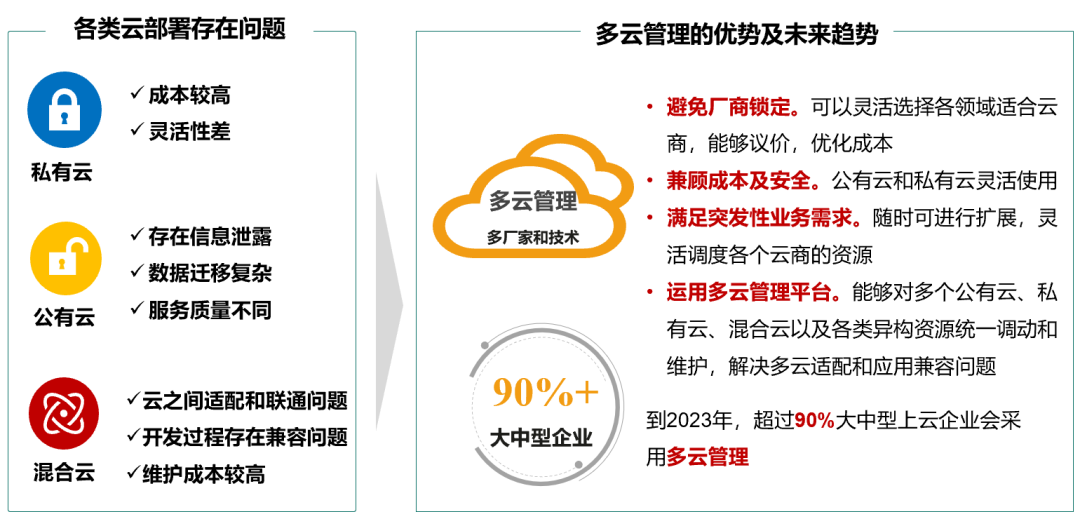 各类云部署存在问题
✓ 成本较高
✓ 灵活性差
私有云
✓ 存在信息泄露
✓ 数据迁移复杂
✓ 服务质量不同
公有云
✓ 云之间适配和联通问题
✓ 开发过程存在兼容问题
✓ 维护成本较高
混合云
多云管理的优势及未来趋势
多云管理
多厂家和技术
90%+
大中型企业
• 避免厂商锁定。可以灵活选择各领域适合云
商，能够议价，优化成本
• 兼顾成本及安全。公有云和私有云灵活使用
• 满足突发性业务需求。随时可进行扩展，灵
活调度各个云商的资源
• 运用多云管理平台。能够对多个公有云、私
有云、混合云以及各类异构资源统一调动和
维护，解决多云适配和应用兼容问题
到2023年，超过90%大中型上云企业会采
用多云管理